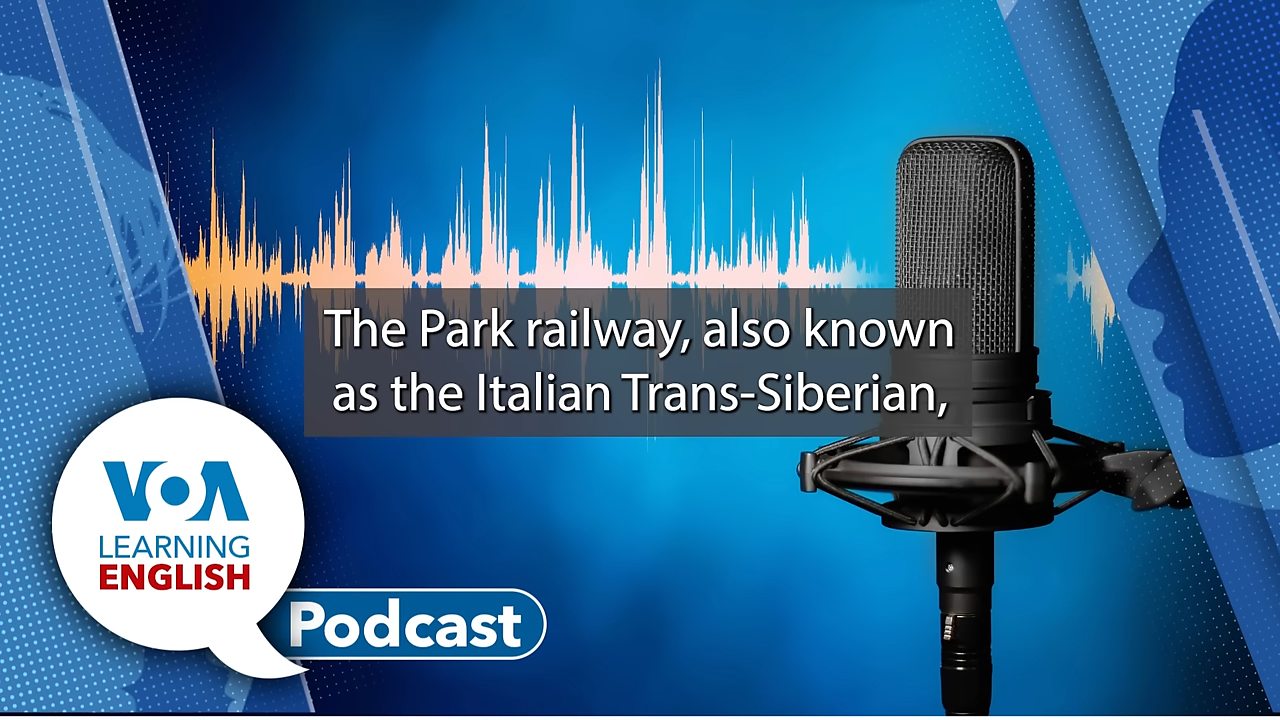 The Park railway, also known
as the Italian Trans-Siberian,
VOA
LEARNING
ENGLISH
Podcast